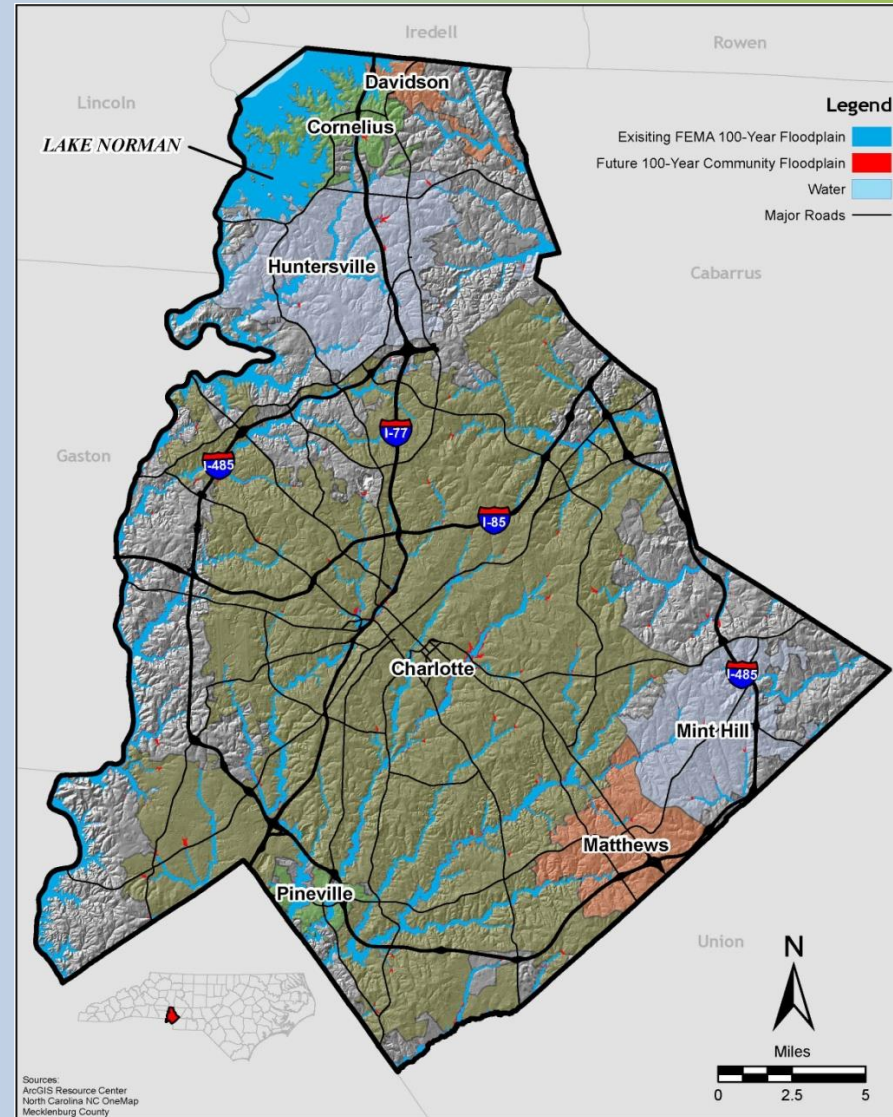 Iredell
Rowen
Lincoln
Davidson
Cornelius
LAKE NORMAN
Legend
Exisiting FEMA 100-Year Floodplain
Future 100-Year Community Floodplain
Water
Major Roads
Huntersville
Cabarrus
I-77
Gaston
I-485
I-85
Charlotte
I-485
Mint Hill
Matthews
Pineville
Union
N
Miles
0 2.5 5
Sources:
ArcGIS Resource Center
North Carolina NC OneMap
Mecklenburg County